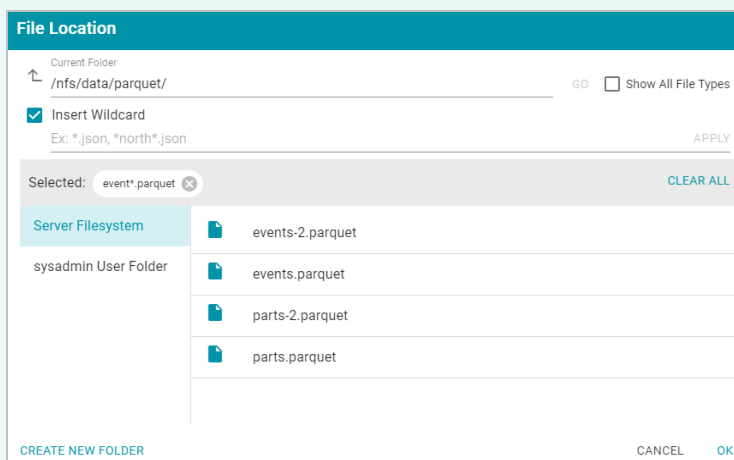 File Location
Current Folder
/nfs/data/parquet/
GO
Show All File Types
Insert Wildcard
Ex: *.json, *north*.json
APPLY
Selected: event*.parquet
CLEAR ALL
Server Filesystem
sysadmin User Folder
events-2.parquet
events.parquet
parts-2.parquet
parts.parquet
CREATE NEW FOLDER
CANCEL OK